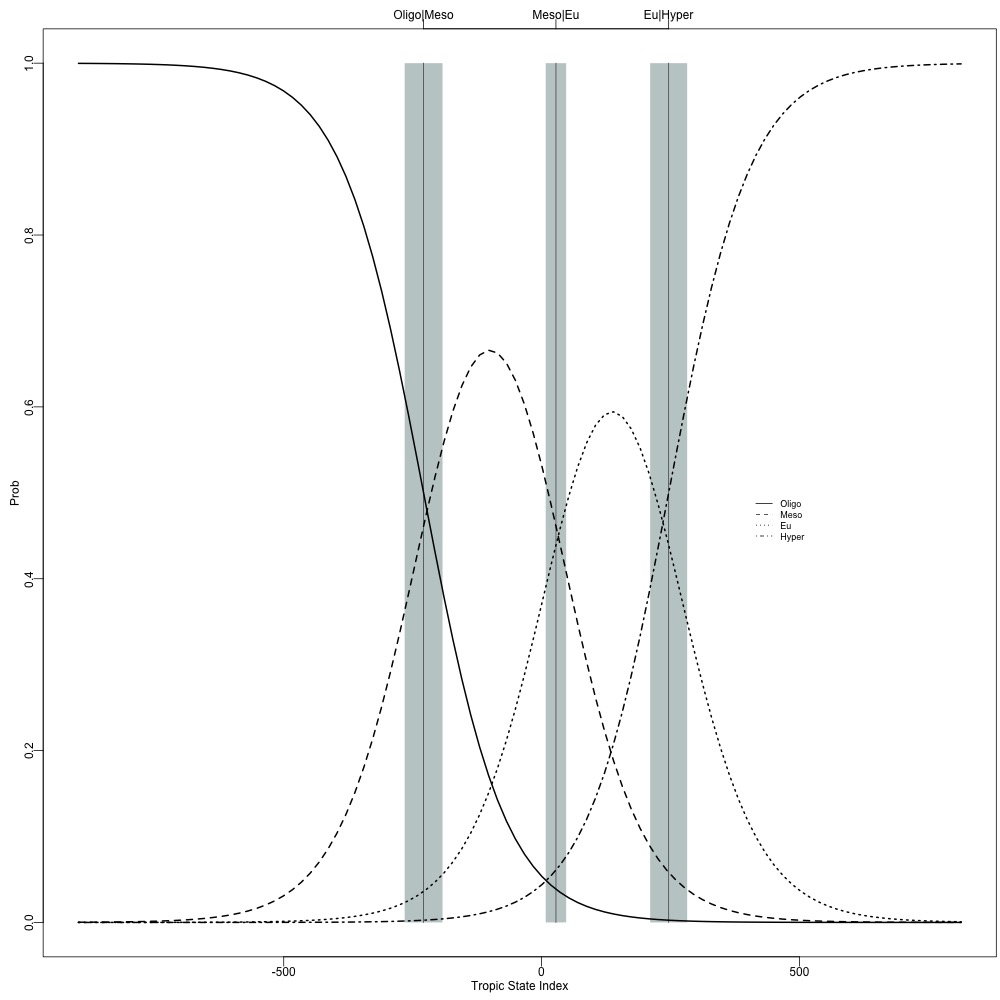 Oligo|Meso Meso|Eu Eu|Hyper
1.0
0.8
0.6
0.4
0.2
0.0
Prob
Oligo
Meso
Eu
Hyper
-500 0 500
Tropic State Index